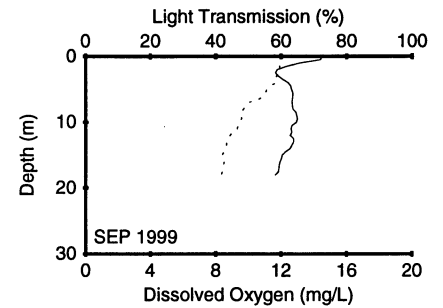 Light Transmission (%)
0 20 40 60 80 100
0
10
20
30
Depth (m)
SEP 1999
0 4 8 12 16 20
Dissolved Oxygen (mg/L)